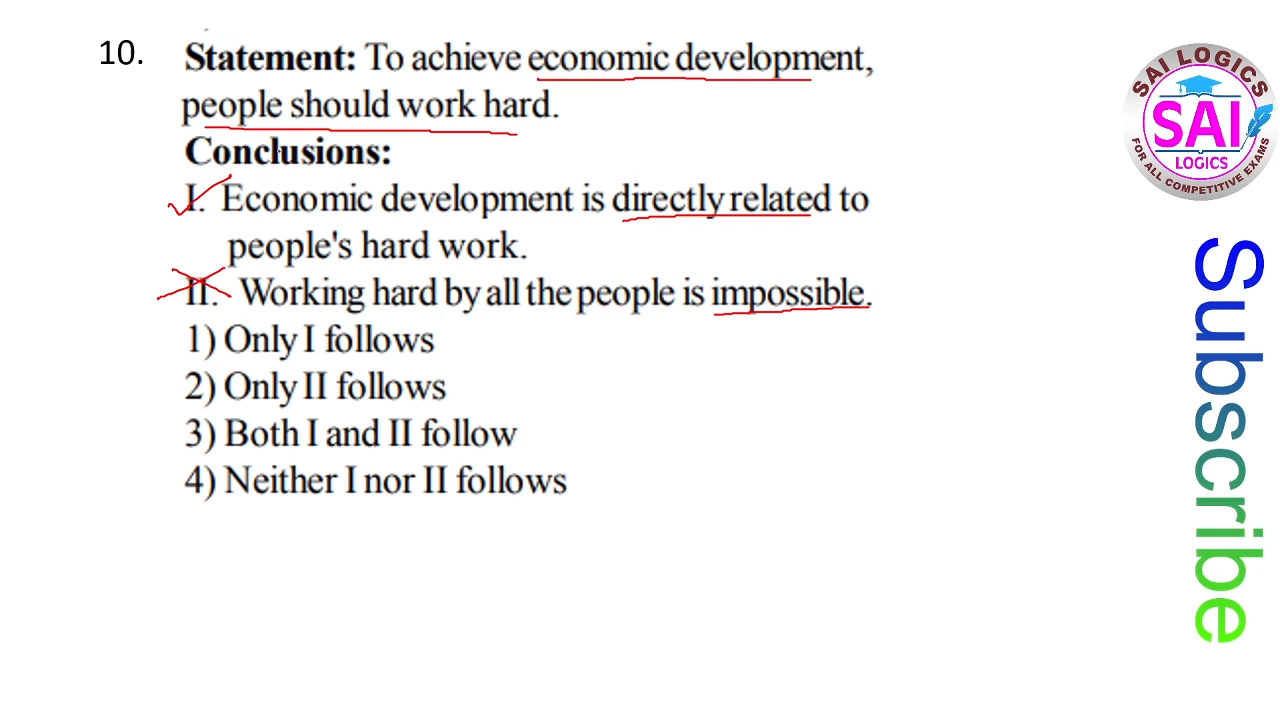 10. Statement: To achieve economic development,
people should work hard.
Conclusions:
I. Economic development is directly related to
people's hard work.
II. Working hard by all the people is impossible.
1) Only I follows
2) Only II follows
3) Both I and II follow
4) Neither I nor II follows
SAI LOGICS
SAI
LOGICS
FOR ALL COMPETITIVE EXAMS
Subscribe